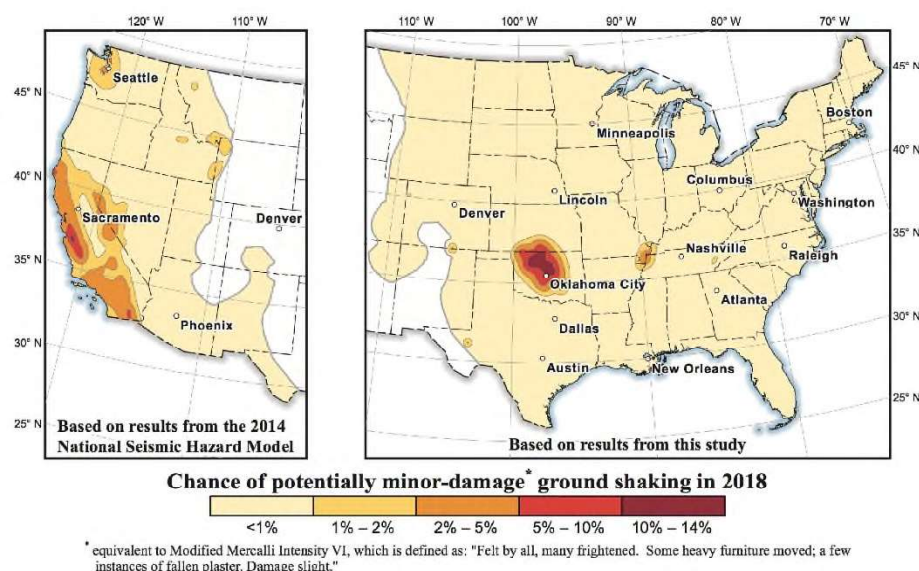 120° W
110° W
110° W
100° W
90° W
80° W
70° W
Seattle
45° N
40° N
Sacramento
Denver
35° N
Phoenix
30° N
25° N
Based on results from the 2014
National Seismic Hazard Model
45° N
Boston
Minneapolis
40° N
Columbus
Washington
Lincoln
Denver
Nashville
Raleigh
35° N
Oklahoma City
Atlanta
Dallas
30° N
Austin
New Orleans
25° N
Based on results from this study
Chance of potentially minor-damage* ground shaking in 2018
<1% 1% – 2% 2% – 5% 5% – 10% 10% – 14%
* equivalent to Modified Mercalli Intensity VI, which is defined as: "Felt by all, many frightened. Some heavy furniture moved; a few
instances of fallen plaster. Damage slight."